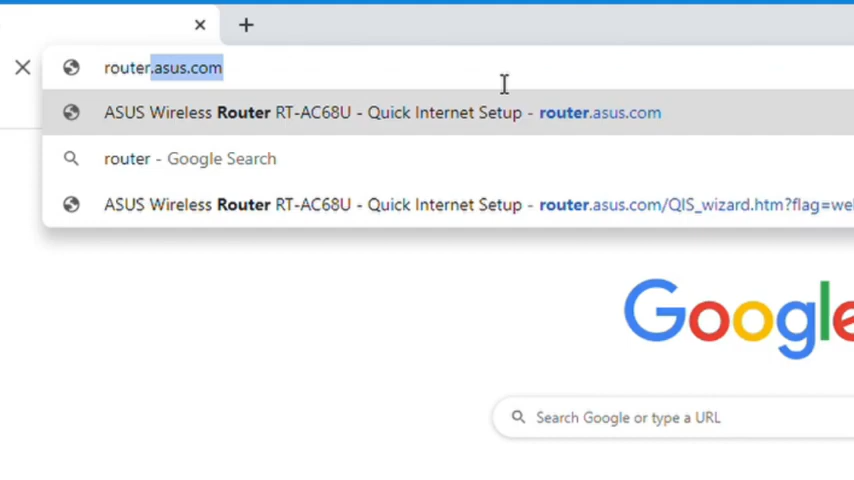 router.asus.com
ASUS Wireless Router RT-AC68U - Quick Internet Setup - router.asus.com
router - Google Search
ASUS Wireless Router RT-AC68U - Quick Internet Setup - router.asus.com/QIS_wizard.htm?flag=wel
Google
Search Google or type a URL